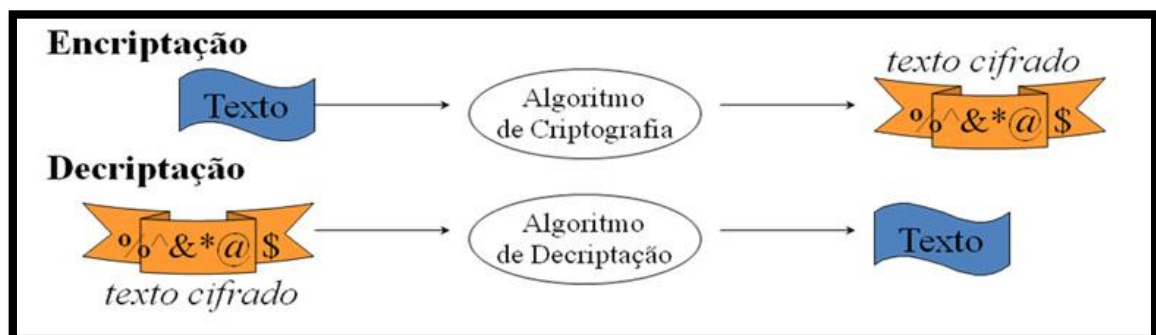 Encriptação
Texto
Algoritmo
de Criptografia
texto cifrado
%^&*@$
Decriptação
%^&*@$
texto cifrado
Algoritmo
de Decriptação
Texto